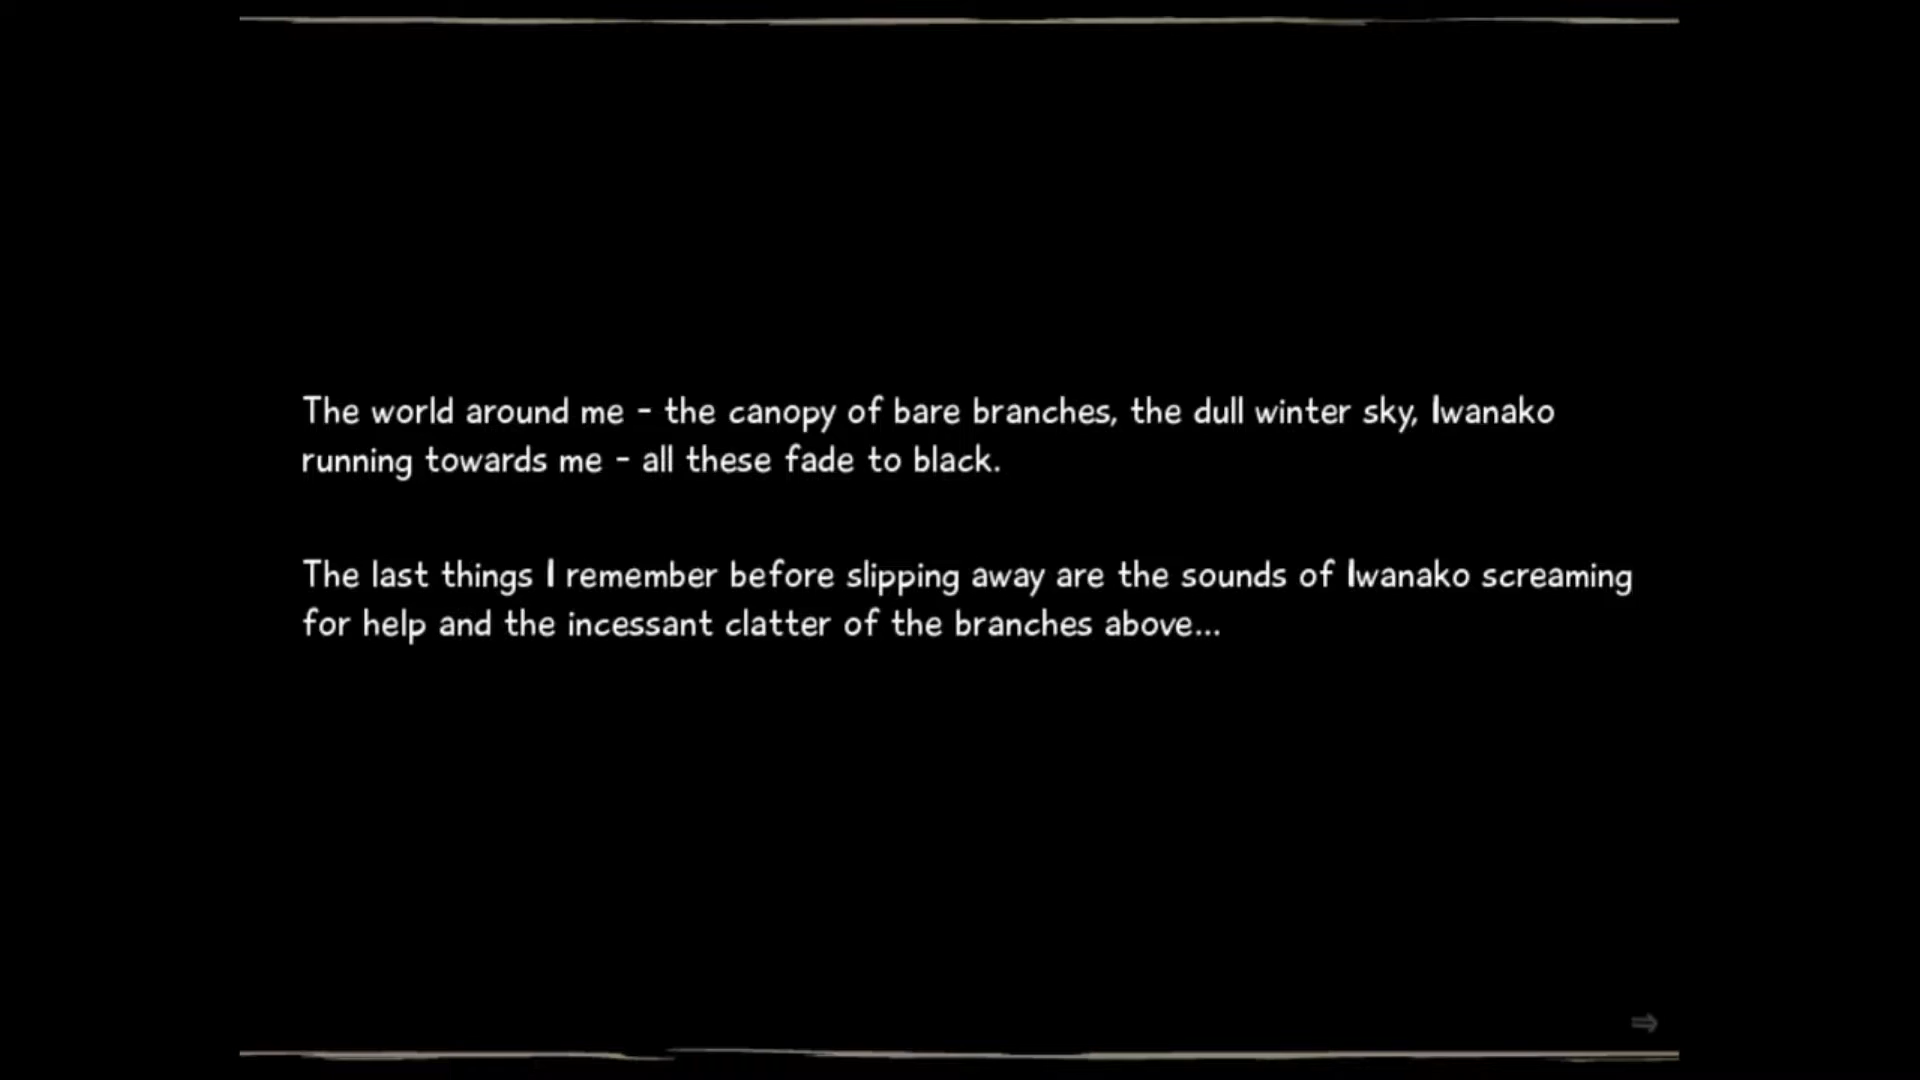 The world around me - the canopy of bare branches, the dull winter sky, Iwanako
running towards me - all these fade to black.
The last things I remember before slipping away are the sounds of Iwanako screaming
for help and the incessant clatter of the branches above...